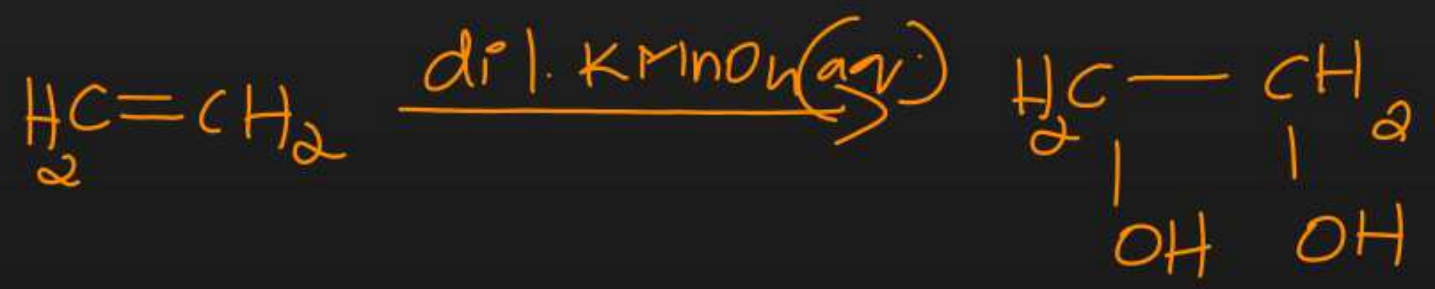 H₂C=CH₂ dil. KMnO₄(aq.) H₂C — CH₂
| |
OH OH